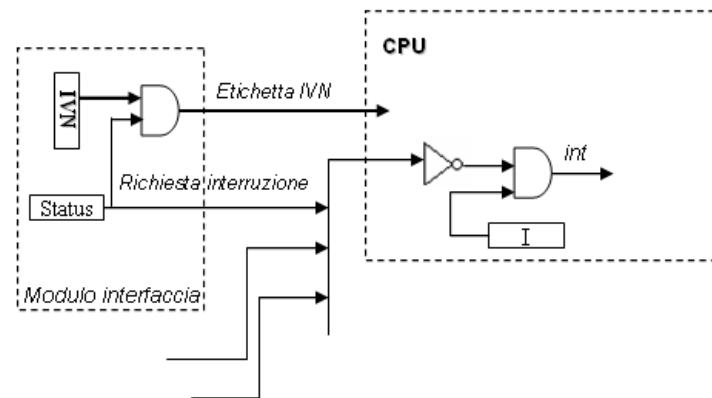 CPU
IVN
Etichetta IVN
int
Richiesta interruzione
Status
I
Modulo interfaccia